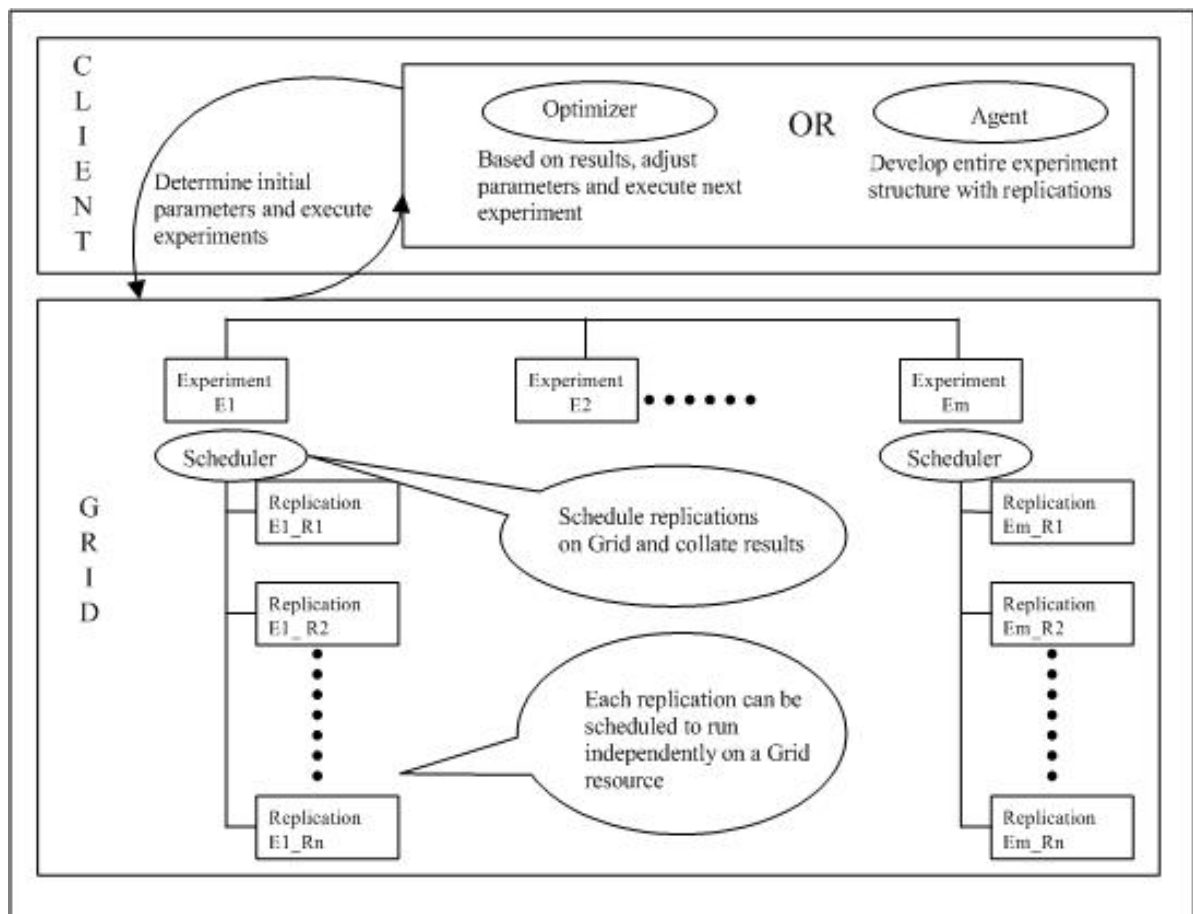 C
L
I
E
N
T
Optimizer
OR
Agent
Based on results, adjust
parameters and execute next
experiment
Develop entire experiment
structure with replications
Determine initial
parameters and execute
experiments
G
R
I
D
Experiment
E1
Experiment
E2
Experiment
Em
Scheduler
Scheduler
Replication
E1_R1
Replication
E1_ R2
Replication
E1_Rn
Schedule replications
on Grid and collate results
Each replication can be
scheduled to run
independently on a Grid
resource
Replication
Em_R1
Replication
Em_R2
Replication
Em_Rn